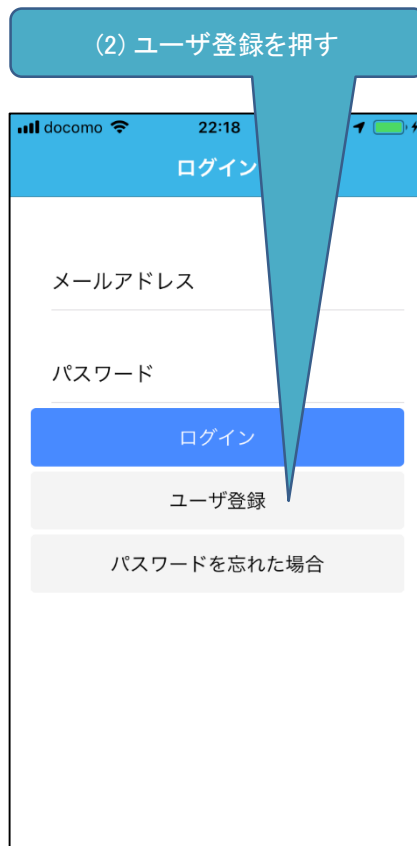 (2) ユーザ登録を押す
docomo 22:18
ログイン
メールアドレス
パスワード
ログイン
ユーザ登録
パスワードを忘れた場合